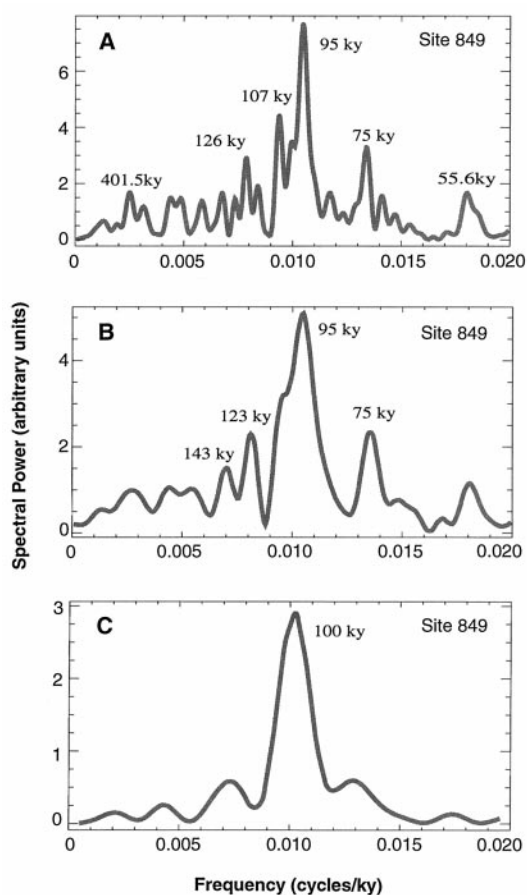 A
Site 849
95 ky
107 ky
126 ky
75 ky
401.5ky
55.6ky
6
4
2
0
0 0.005 0.010 0.015 0.020
Spectral Power (arbitrary units)
B
Site 849
95 ky
123 ky
75 ky
143 ky
4
2
0
0 0.005 0.010 0.015 0.020
C
Site 849
100 ky
3
2
1
0
0 0.005 0.010 0.015 0.020
Frequency (cycles/ky)